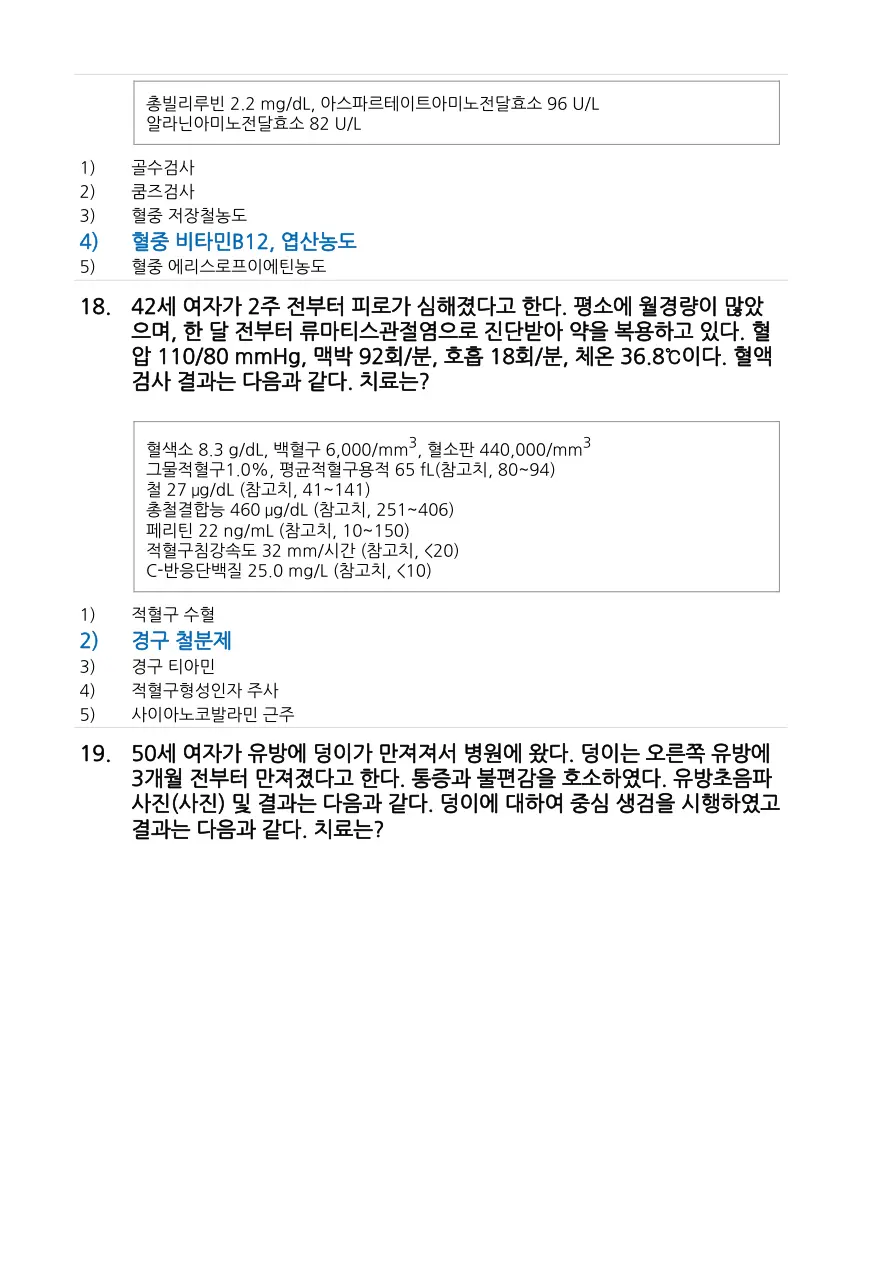 총빌리루빈 2.2 mg/dL, 아스파르테이트아미노전달효소 96 U/L
알라닌아미노전달효소 82 U/L
1) 골수검사
2) 쿰즈검사
3) 혈중 저장철농도
4) 혈중 비타민B12, 엽산농도
5) 혈중 에리스로프이에틴농도
18. 42세 여자가 2주 전부터 피로가 심해졌다고 한다. 평소에 월경량이 많았
으며, 한 달 전부터 류마티스관절염으로 진단받아 약을 복용하고 있다. 혈
압 110/80 mmHg, 맥박 92회/분, 호흡 18회/분, 체온 36.8℃이다. 혈액
검사 결과는 다음과 같다. 치료는?
혈색소 8.3 g/dL, 백혈구 6,000/mm³, 혈소판 440,000/mm³
그물적혈구1.0%, 평균적혈구용적 65 fL(참고치, 80~94)
철 27 µg/dL (참고치, 41~141)
총철결합능 460 µg/dL (참고치, 251~406)
페리틴 22 ng/mL (참고치, 10~150)
적혈구침강속도 32 mm/시간 (참고치, <20)
C-반응단백질 25.0 mg/L (참고치, <10)
1) 적혈구 수혈
2) 경구 철분제
3) 경구 티아민
4) 적혈구형성인자 주사
5) 사이아노코발라민 근주
19. 50세 여자가 유방에 덩이가 만져져서 병원에 왔다. 덩이는 오른쪽 유방에
3개월 전부터 만져졌다고 한다. 통증과 불편감을 호소하였다. 유방초음파
사진(사진) 및 결과는 다음과 같다. 덩이에 대하여 중심 생검을 시행하였고
결과는 다음과 같다. 치료는?